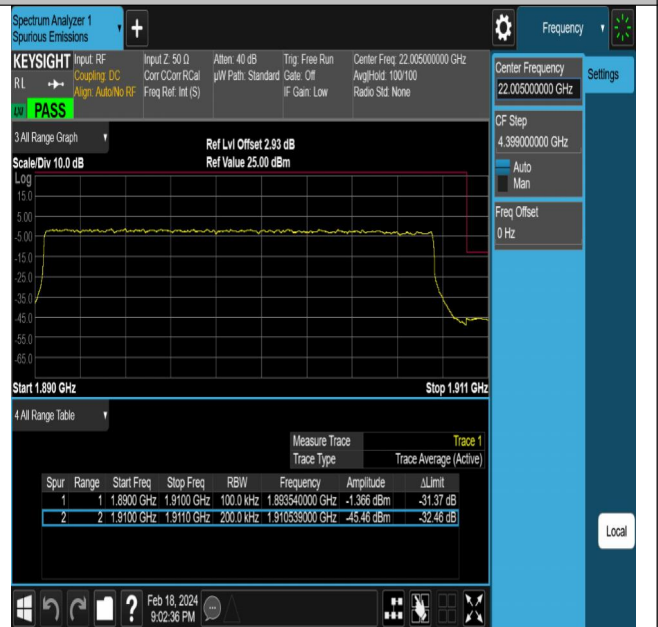 Spectrum Analyzer 1
Spurious Emissions
Frequency
KEYSIGHT
RL
Input: RF
Coupling: DC
Align: Auto/No RF
Input Z: 50 Ω
Corr CCorr RCal
Freq Ref: Int (S)
Atten: 40 dB
µW Path: Standard
Trig: Free Run
Gate: Off
IF Gain: Low
Center Freq: 22.005000000 GHz
Avg|Hold: 100/100
Radio Std: None
PASS
Center Frequency
22.005000000 GHz
Settings
CF Step
4.399000000 GHz
Auto
Man
Freq Offset
0 Hz
3 All Range Graph
Ref Lvl Offset 2.93 dB
Scale/Div 10.0 dB
Ref Value 25.00 dBm
Log
15.0
5.00
-5.00
-15.0
-25.0
-35.0
-45.0
-55.0
-65.0
Start 1.890 GHz
Stop 1.911 GHz
4 All Range Table
Measure Trace Trace 1
Trace Type Trace Average (Active)
Spur Range Start Freq Stop Freq RBW Frequency Amplitude ΔLimit
1 1 1.8900 GHz 1.9100 GHz 100.0 kHz 1.893540000 GHz -1.366 dBm -31.37 dB
2 2 1.9100 GHz 1.9110 GHz 200.0 kHz 1.910539000 GHz -45.46 dBm -32.46 dB
Local
?
Feb 18, 2024
9:02:36 PM